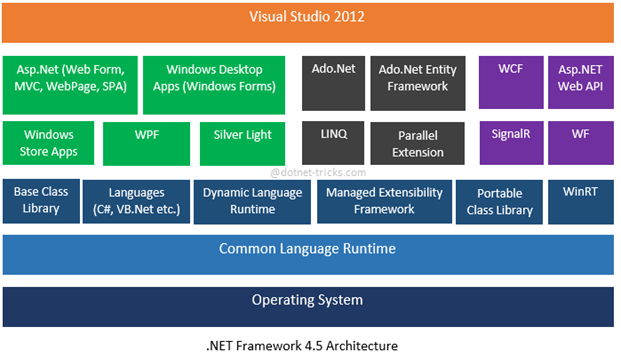 Visual Studio 2012
Asp.Net (Web Form,
MVC, WebPage, SPA)
Windows Desktop
Apps (Windows Forms)
Ado.Net
Ado.Net Entity
Framework
WCF
Asp.NET
Web API
Windows
Store Apps
WPF
Silver Light
LINQ
Parallel
Extension
SignalR
WF
@dotnet-tricks.com
Base Class
Library
Languages
(C#, VB.Net etc.)
Dynamic Language
Runtime
Managed Extensibility
Framework
Portable
Class Library
WinRT
Common Language Runtime
Operating System
.NET Framework 4.5 Architecture